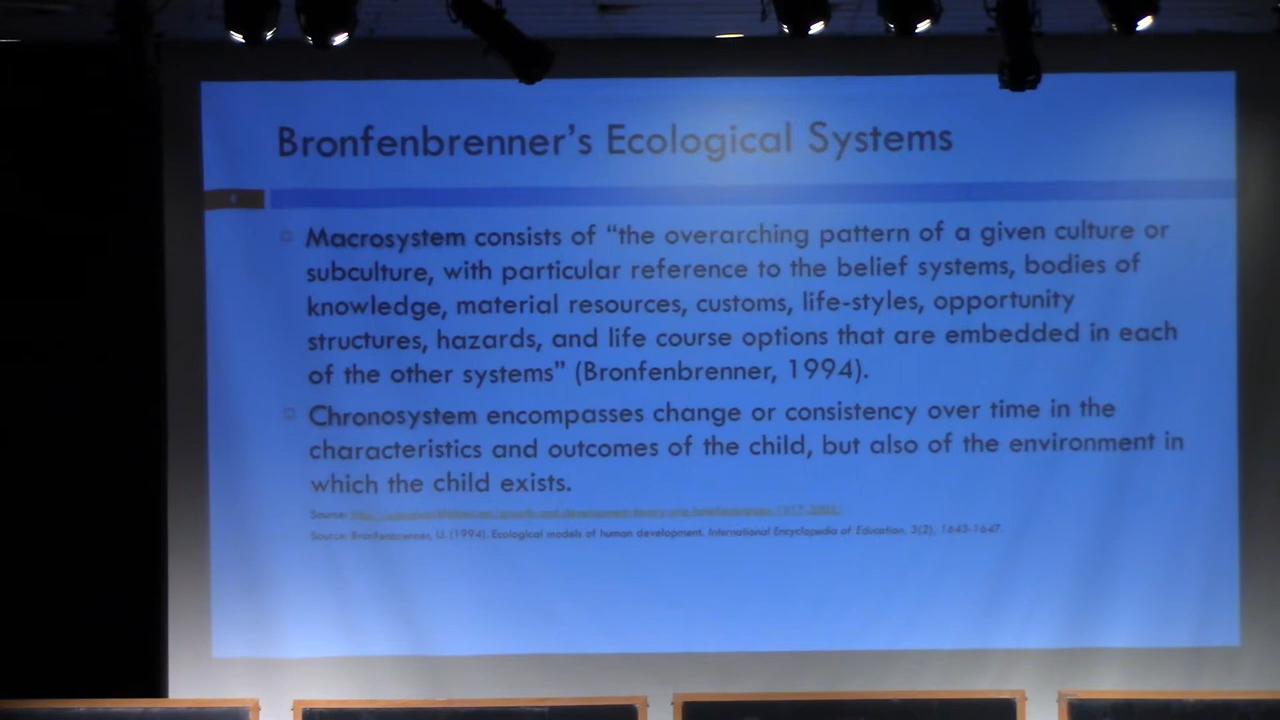 Bronfenbrenner's Ecological Systems
Macrosystem consists of "the overarching pattern of a given culture or
subculture, with particular reference to the belief systems, bodies of
knowledge, material resources, customs, life-styles, opportunity
structures, hazards, and life course options that are embedded in each
of the other systems" (Bronfenbrenner, 1994).
Chronosystem encompasses change or consistency over time in the
characteristics and outcomes of the child, but also of the environment in
which the child exists.
Source:
Source: Bronfenbrenner, U. (1994). Ecological models of human development. International Encyclopedia of Education, 3(2), 1643-1647.